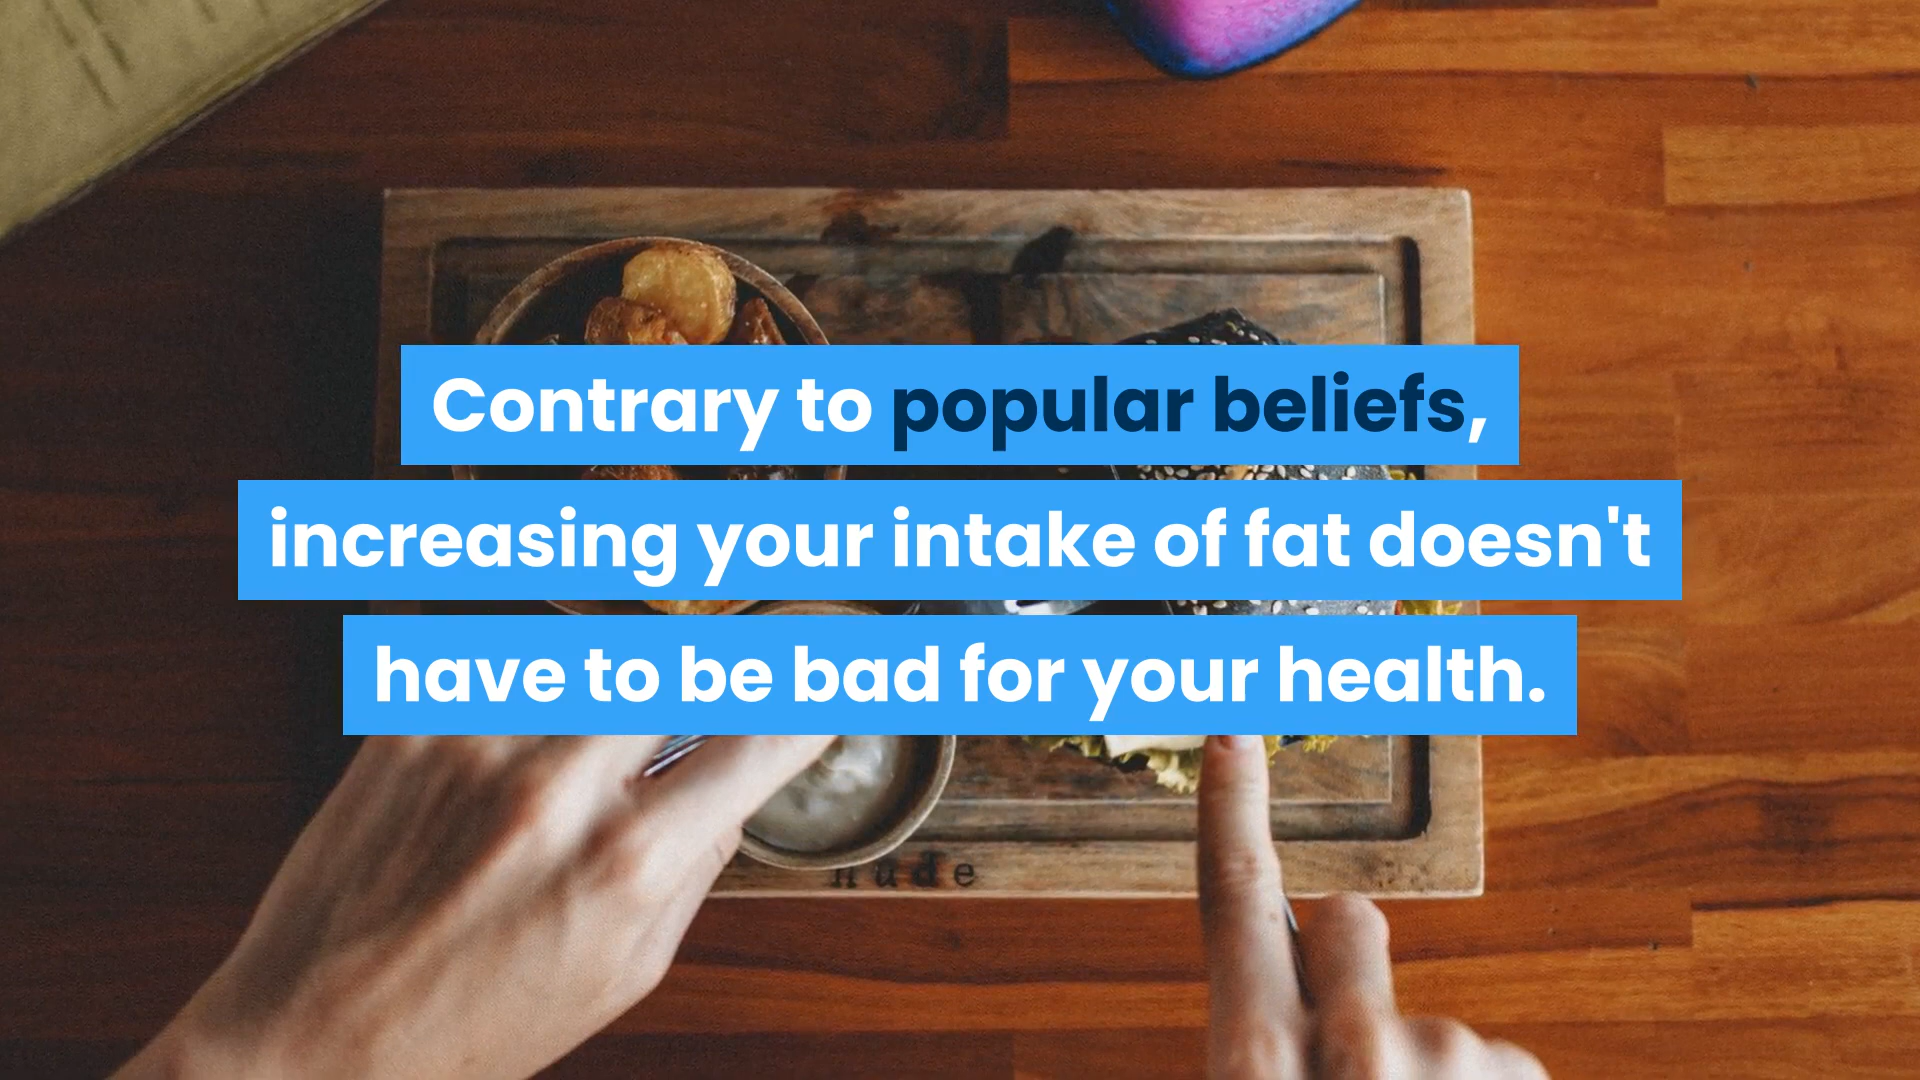 Contrary to popular beliefs,
increasing your intake of fat doesn't
have to be bad for your health.
nude